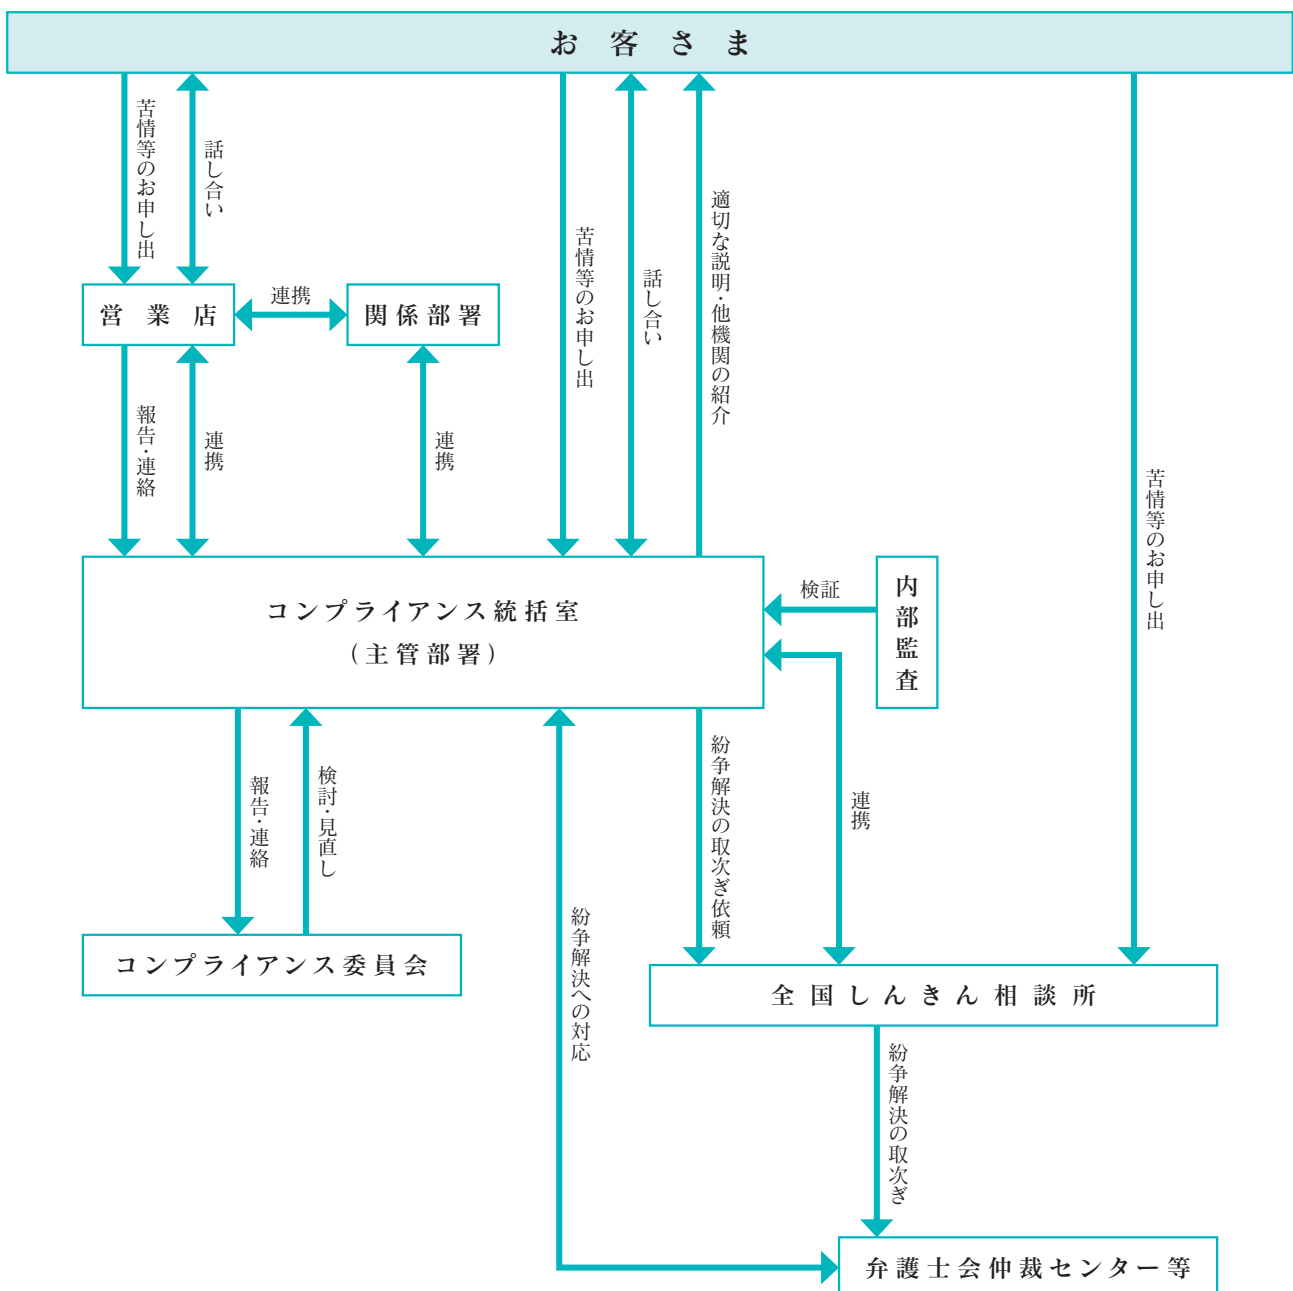 お客さま
苦情等のお申し出
話し合い
苦情等のお申し出
話し合い
適切な説明・他機関の紹介
苦情等のお申し出
営業店
連携
関係部署
報告・連絡
連携
連携
コンプライアンス統括室
(主管部署)
検証
内部監査
報告・連絡
検討・見直し
紛争解決への対応
紛争解決の取次ぎ依頼
連携
コンプライアンス委員会
全国しんきん相談所
紛争解決の取次ぎ
弁護士会仲裁センター等